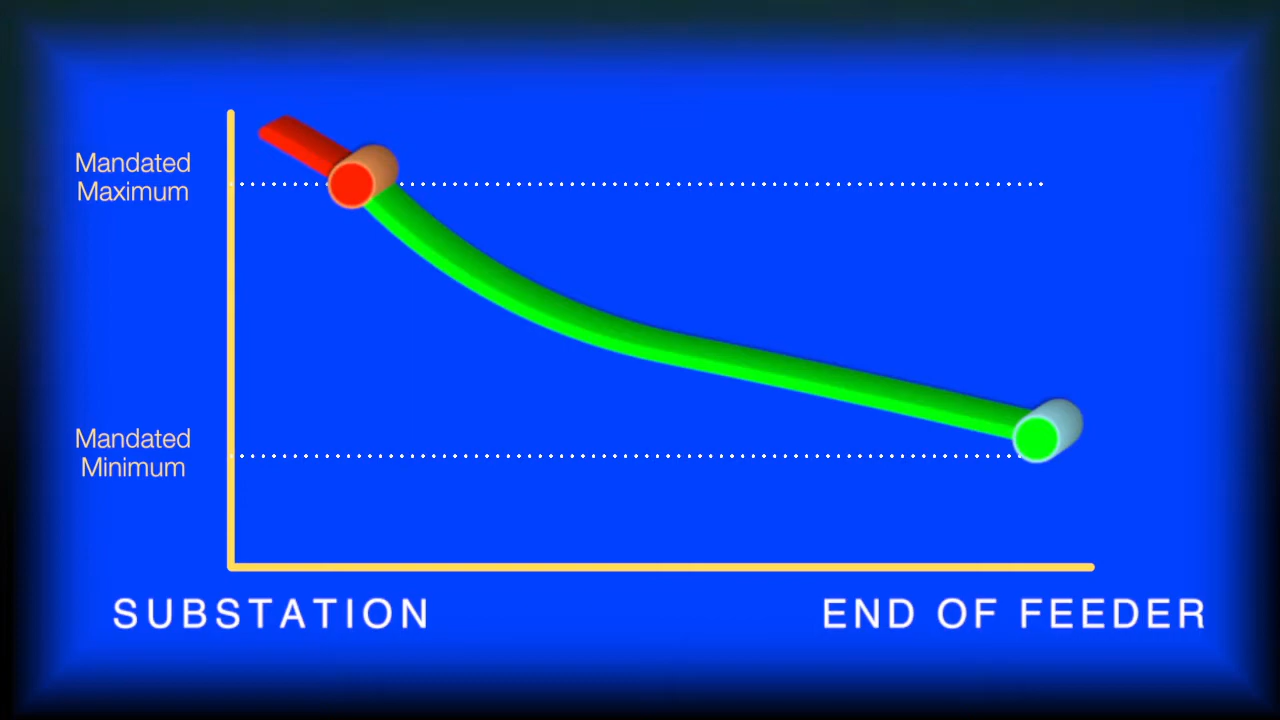 Mandated
Maximum
Mandated
Minimum
SUBSTATION
END OF FEEDER